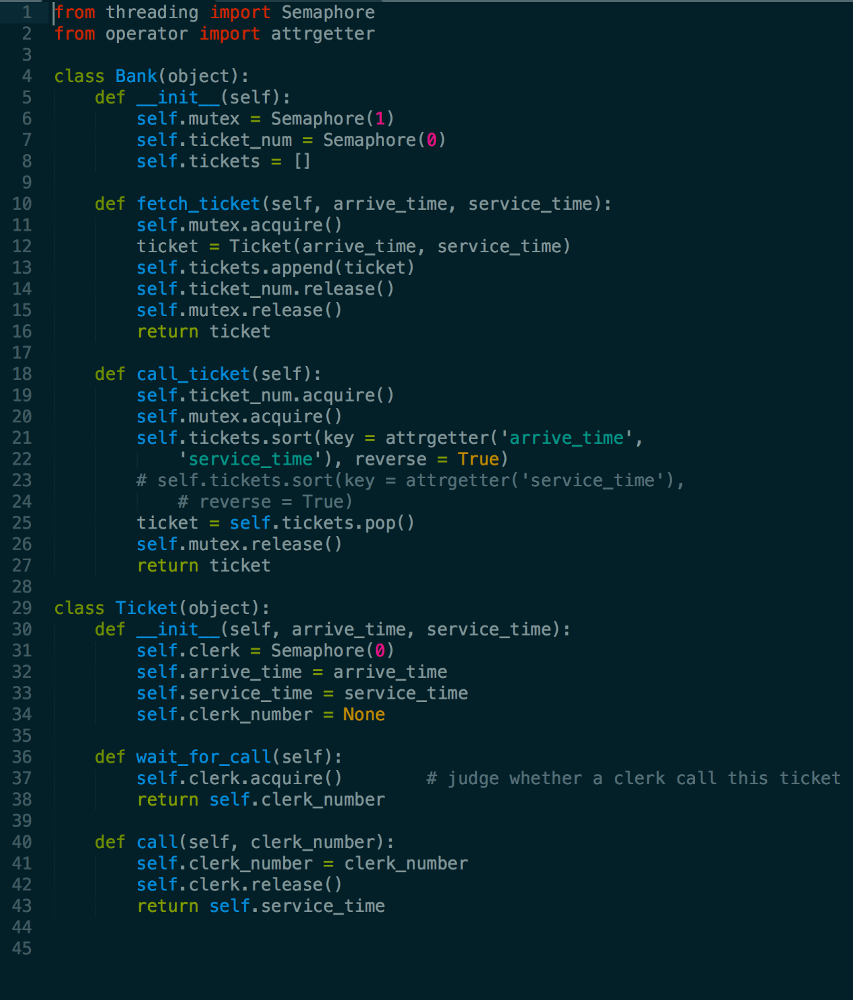 1 from threading import Semaphore
2 from operator import attrgetter
3
4 class Bank(object):
5     def __init__(self):
6         self.mutex = Semaphore(1)
7         self.ticket_num = Semaphore(0)
8         self.tickets = []
9
10     def fetch_ticket(self, arrive_time, service_time):
11         self.mutex.acquire()
12         ticket = Ticket(arrive_time, service_time)
13         self.tickets.append(ticket)
14         self.ticket_num.release()
15         self.mutex.release()
16         return ticket
17
18     def call_ticket(self):
19         self.ticket_num.acquire()
20         self.mutex.acquire()
21         self.tickets.sort(key = attrgetter('arrive_time',
22             'service_time'), reverse = True)
23         # self.tickets.sort(key = attrgetter('service_time'),
24             # reverse = True)
25         ticket = self.tickets.pop()
26         self.mutex.release()
27         return ticket
28
29 class Ticket(object):
30     def __init__(self, arrive_time, service_time):
31         self.clerk = Semaphore(0)
32         self.arrive_time = arrive_time
33         self.service_time = service_time
34         self.clerk_number = None
35
36     def wait_for_call(self):
37         self.clerk.acquire()        # judge whether a clerk call this ticket
38         return self.clerk_number
39
40     def call(self, clerk_number):
41         self.clerk_number = clerk_number
42         self.clerk.release()
43         return self.service_time
44
45